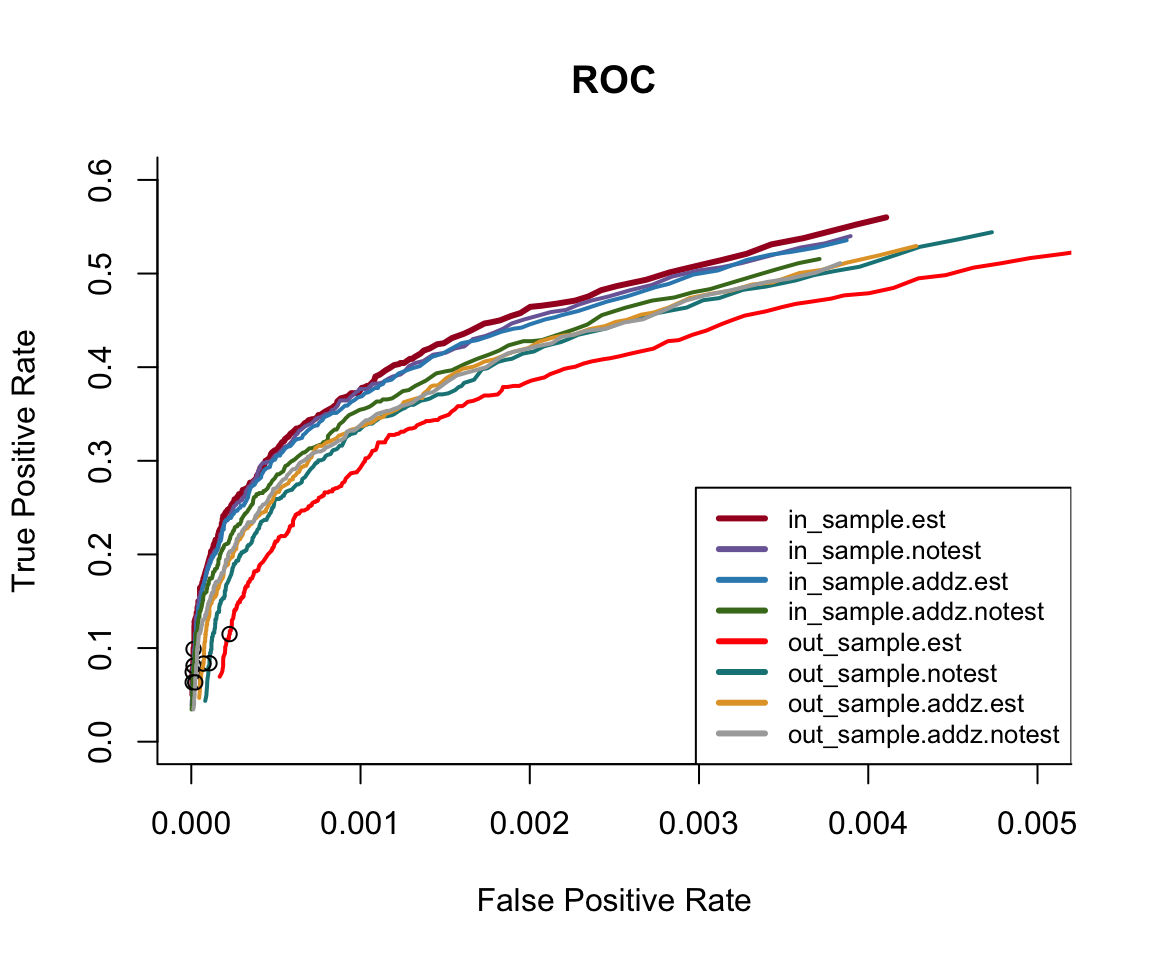 ROC
True Positive Rate
0.6
0.5
0.4
0.3
0.2
0.1
0.0
in_sample.est
in_sample.notest
in_sample.addz.est
in_sample.addz.notest
out_sample.est
out_sample.notest
out_sample.addz.est
out_sample.addz.notest
0.000 0.001 0.002 0.003 0.004 0.005
False Positive Rate